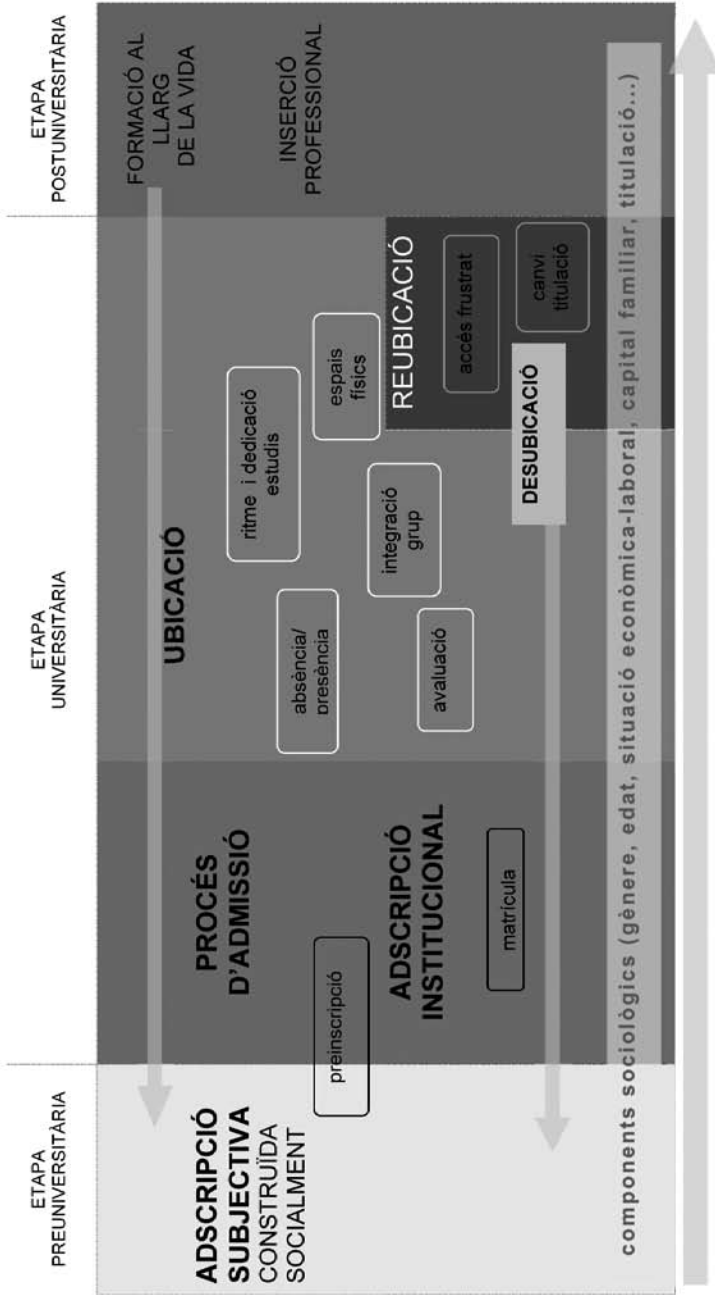 ETAPA
PREUNIVERSITÀRIA
ETAPA
UNIVERSITÀRIA
ETAPA
POSTUNIVERSITÀRIA
ADSCRIPCIÓ
SUBJECTIVA
CONSTRUÏDA
SOCIALMENT
preinscripció
PROCÉS
D'ADMISSIÓ
ADSCRIPCIÓ
INSTITUCIONAL
matrícula
UBICACIÓ
absència/
presència
ritme i dedicació
estudis
espais
físics
integració
grup
avaluació
REUBICACIÓ
accés frustrat
canvi
titulació
DESUBICACIÓ
FORMACIÓ AL
LLARG
DE LA VIDA
INSERCIÓ
PROFESSIONAL
components sociològics (gènere, edat, situació econòmica-laboral, capital familiar, titulació...)